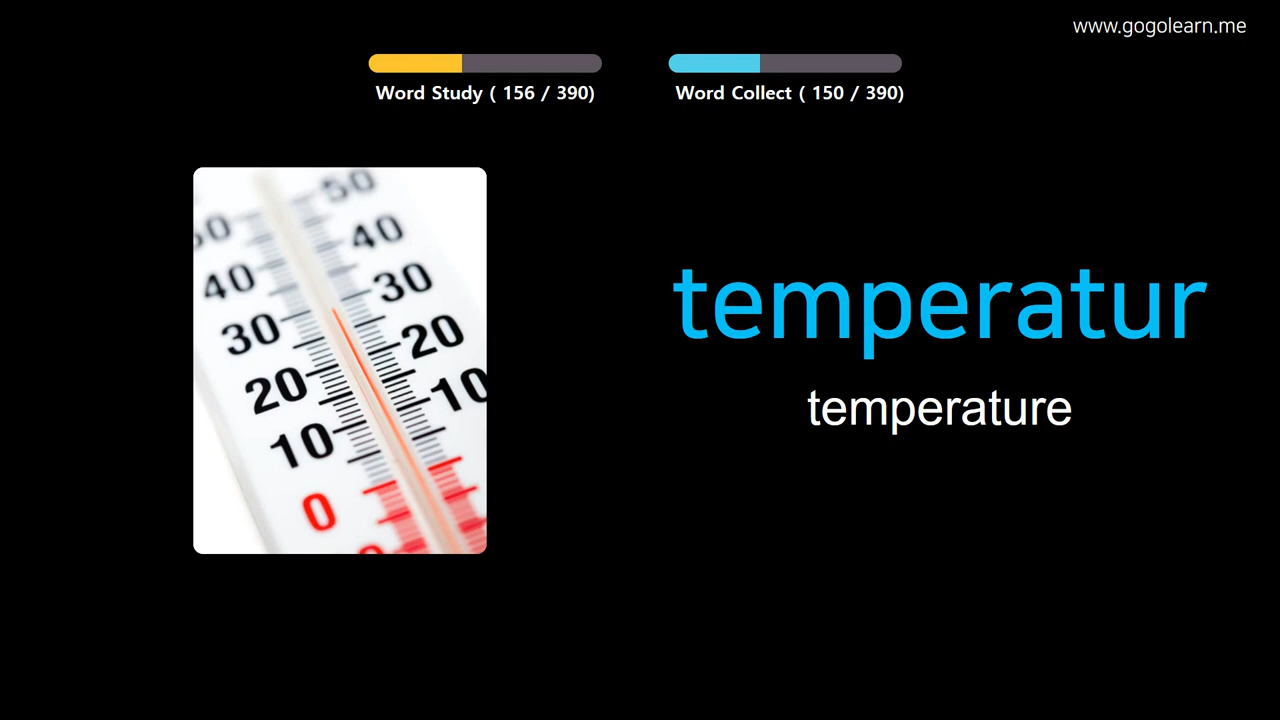 www.gogolearn.me
Word Study ( 156 / 390)
Word Collect ( 150 / 390)
50
50
40
40
30
30
20
20
10
10
0
temperatur
temperature